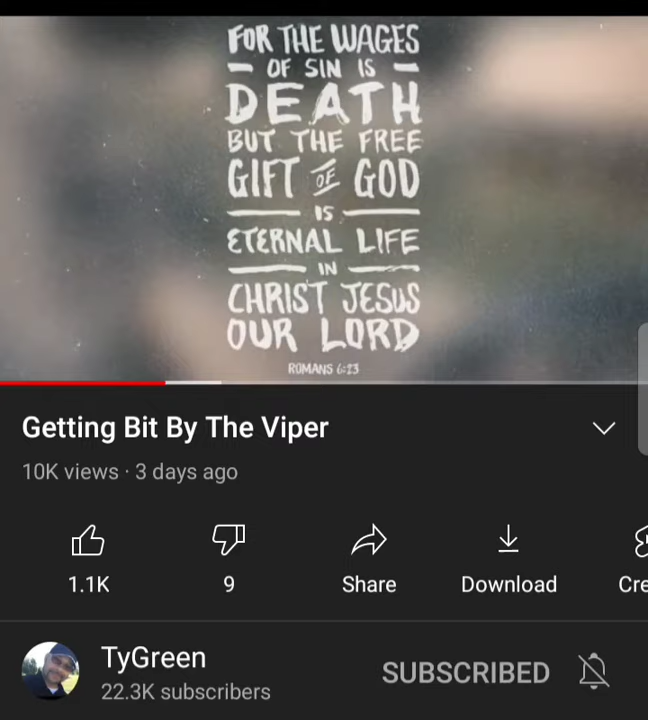 FOR THE WAGES
OF SIN IS
DEATH
BUT THE FREE
GIFT OF GOD
IS
ETERNAL LIFE
IN
CHRIST JESUS
OUR LORD
ROMANS 6:23
Getting Bit By The Viper
10K views · 3 days ago
1.1K 9 Share Download Cre
TyGreen
22.3K subscribers
SUBSCRIBED